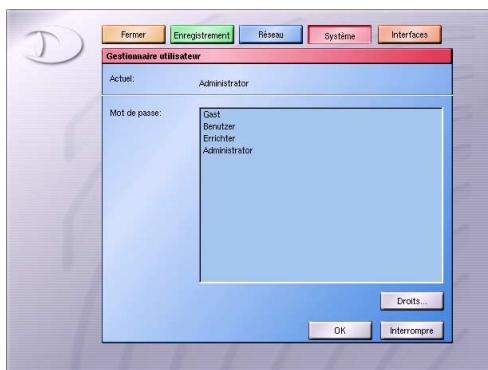 Fermer Enregistrement Réseau Système Interfaces
Gestionnaire utilisateur
Actuel: Administrator
Mot de passe: Gast
Benutzer
Errichter
Administrator
Droits...
OK Interrompre